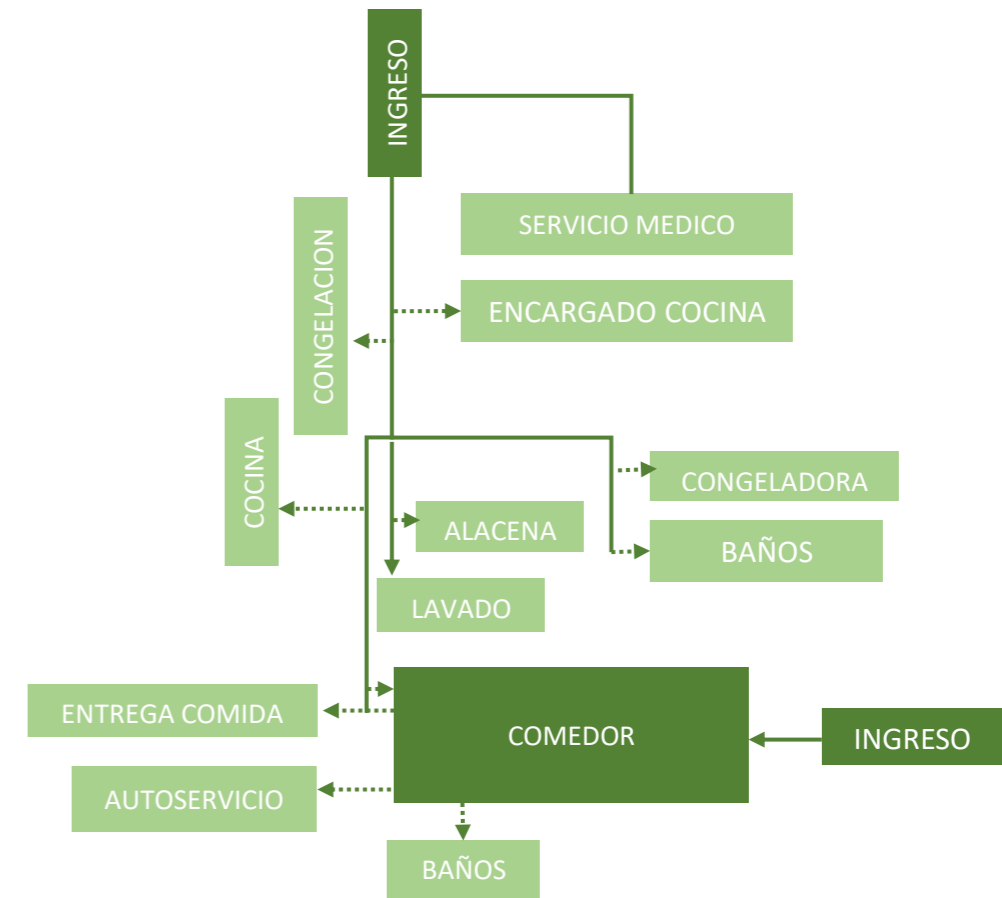 INGRESO
SERVICIO MEDICO
CONGELACION
ENCARGADO COCINA
COCINA
CONGELADORA
ALACENA
BAÑOS
LAVADO
ENTREGA COMIDA
COMEDOR
INGRESO
AUTOSERVICIO
BAÑOS